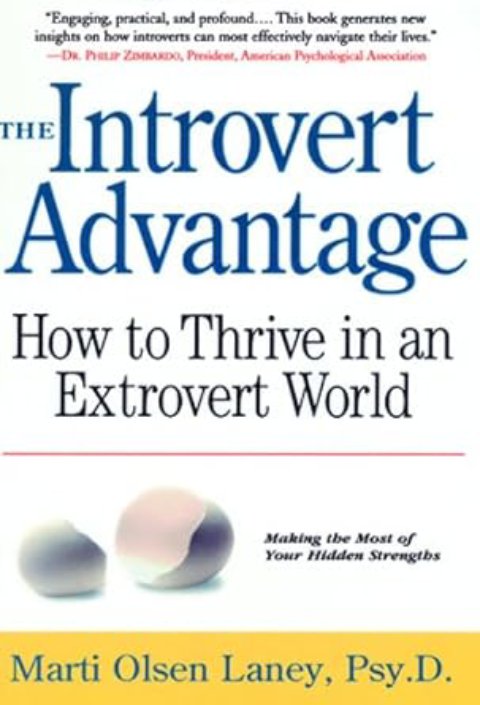 "Engaging, practical, and profound.... This book generates new
insights on how introverts can most effectively navigate their lives."
—DR. PHILIP ZIMBARDO, President, American Psychological Association
THE Introvert
Advantage
How to Thrive in an
Extrovert World
Making the Most of
Your Hidden Strengths
Marti Olsen Laney, Psy.D.